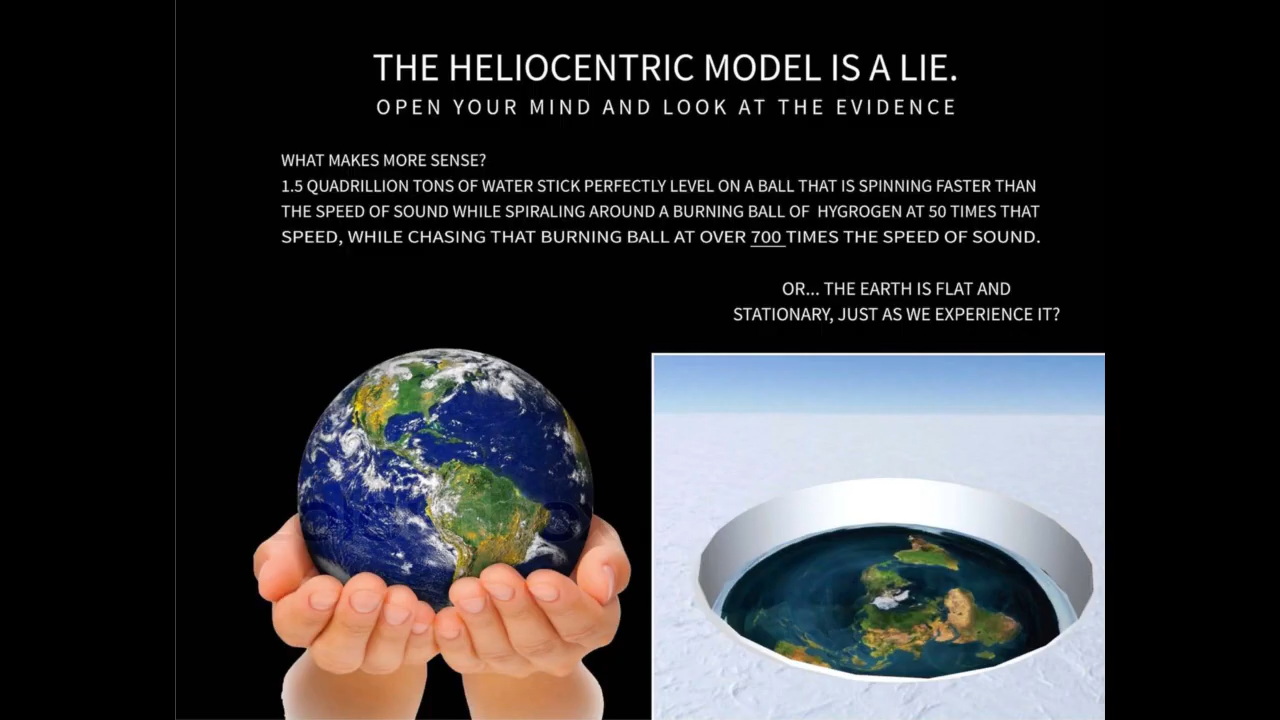 THE HELIOCENTRIC MODEL IS A LIE.
OPEN YOUR MIND AND LOOK AT THE EVIDENCE
WHAT MAKES MORE SENSE?
1.5 QUADRILLION TONS OF WATER STICK PERFECTLY LEVEL ON A BALL THAT IS SPINNING FASTER THAN
THE SPEED OF SOUND WHILE SPIRALING AROUND A BURNING BALL OF HYGROGEN AT 50 TIMES THAT
SPEED, WHILE CHASING THAT BURNING BALL AT OVER 700 TIMES THE SPEED OF SOUND.
OR... THE EARTH IS FLAT AND
STATIONARY, JUST AS WE EXPERIENCE IT?